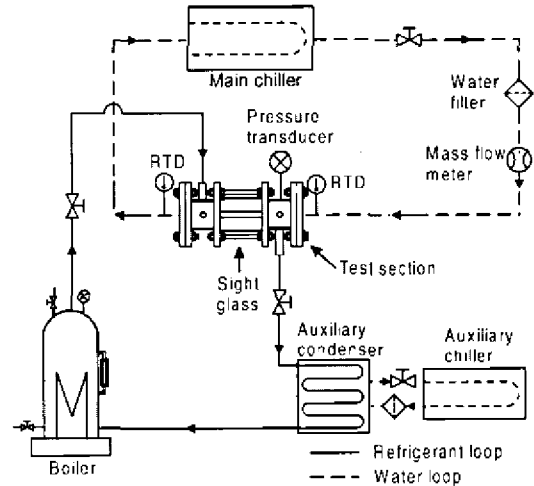 Main chiller
Water
filler
Pressure
transducer
Mass flow
meter
RTD
RTD
Test section
Sight
glass
Auxiliary
condenser
Auxiliary
chiller
Boiler
Refrigerant loop
Water loop